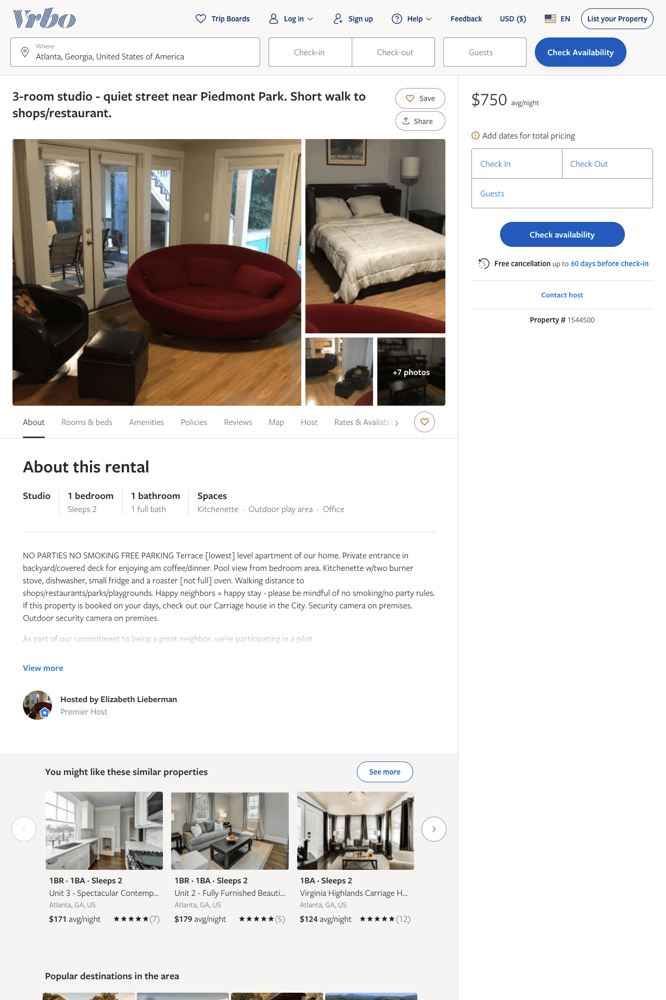 Vrbo
Trip Boards
Log in
Sign up
Help
Feedback
USD ($)
EN
List your Property
Where
Atlanta, Georgia, United States of America
Check-in
Check-out
Guests
Check Availability
3-room studio - quiet street near Piedmont Park. Short walk to
shops/restaurant.
Save
Share
$750 avg/night
Add dates for total pricing
Check In
Check Out
Guests
Check availability
Free cancellation up to 60 days before check-in
Contact host
Property # 1544500
+7 photos
About
Rooms & beds
Amenities
Policies
Reviews
Map
Host
Rates & Availabili
About this rental
Studio
1 bedroom
Sleeps 2
1 bathroom
1 full bath
Spaces
Kitchenette · Outdoor play area · Office
NO PARTIES NO SMOKING FREE PARKING Terrace [lowest] level apartment of our home. Private entrance in
backyard/covered deck for enjoying am coffee/dinner. Pool view from bedroom area. Kitchenette w/two burner
stove, dishwasher, small fridge and a roaster [not full] oven. Walking distance to
shops/restaurants/parks/playgrounds. Happy neighbors = happy stay - please be mindful of no smoking/no party rules.
If this property is booked on your days, check out our Carriage house in the City. Security camera on premises.
Outdoor security camera on premises.
As part of our commitment to being a great neighbor, we're participating in a pilot
View more
Hosted by Elizabeth Lieberman
Premier Host
You might like these similar properties
See more
1BR · 1BA · Sleeps 2
Unit 3 - Spectacular Contemp...
Atlanta, GA, US
$171 avg/night ★★★★★(7)
1BR · 1BA · Sleeps 2
Unit 2 - Fully Furnished Beauti...
Atlanta, GA, US
$179 avg/night ★★★★★(5)
1BA · Sleeps 2
Virginia Highlands Carriage H...
Atlanta, GA, US
$124 avg/night ★★★★★(12)
Popular destinations in the area